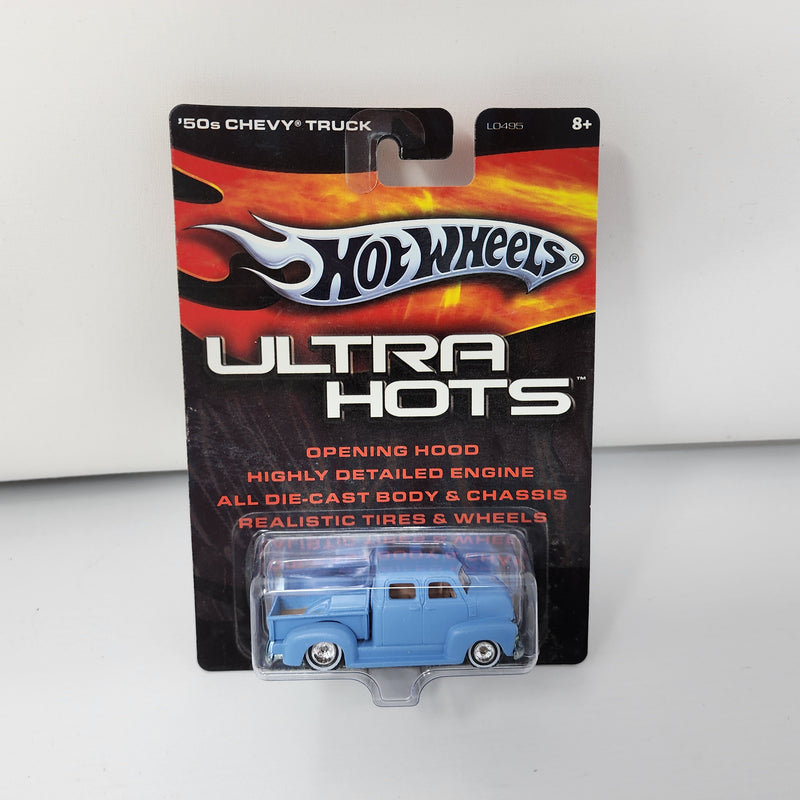 '50s CHEVY® TRUCK
L0495
8+
HOT WHEELS®
ULTRA
HOTS™
OPENING HOOD
HIGHLY DETAILED ENGINE
ALL DIE-CAST BODY & CHASSIS
REALISTIC TIRES & WHEELS